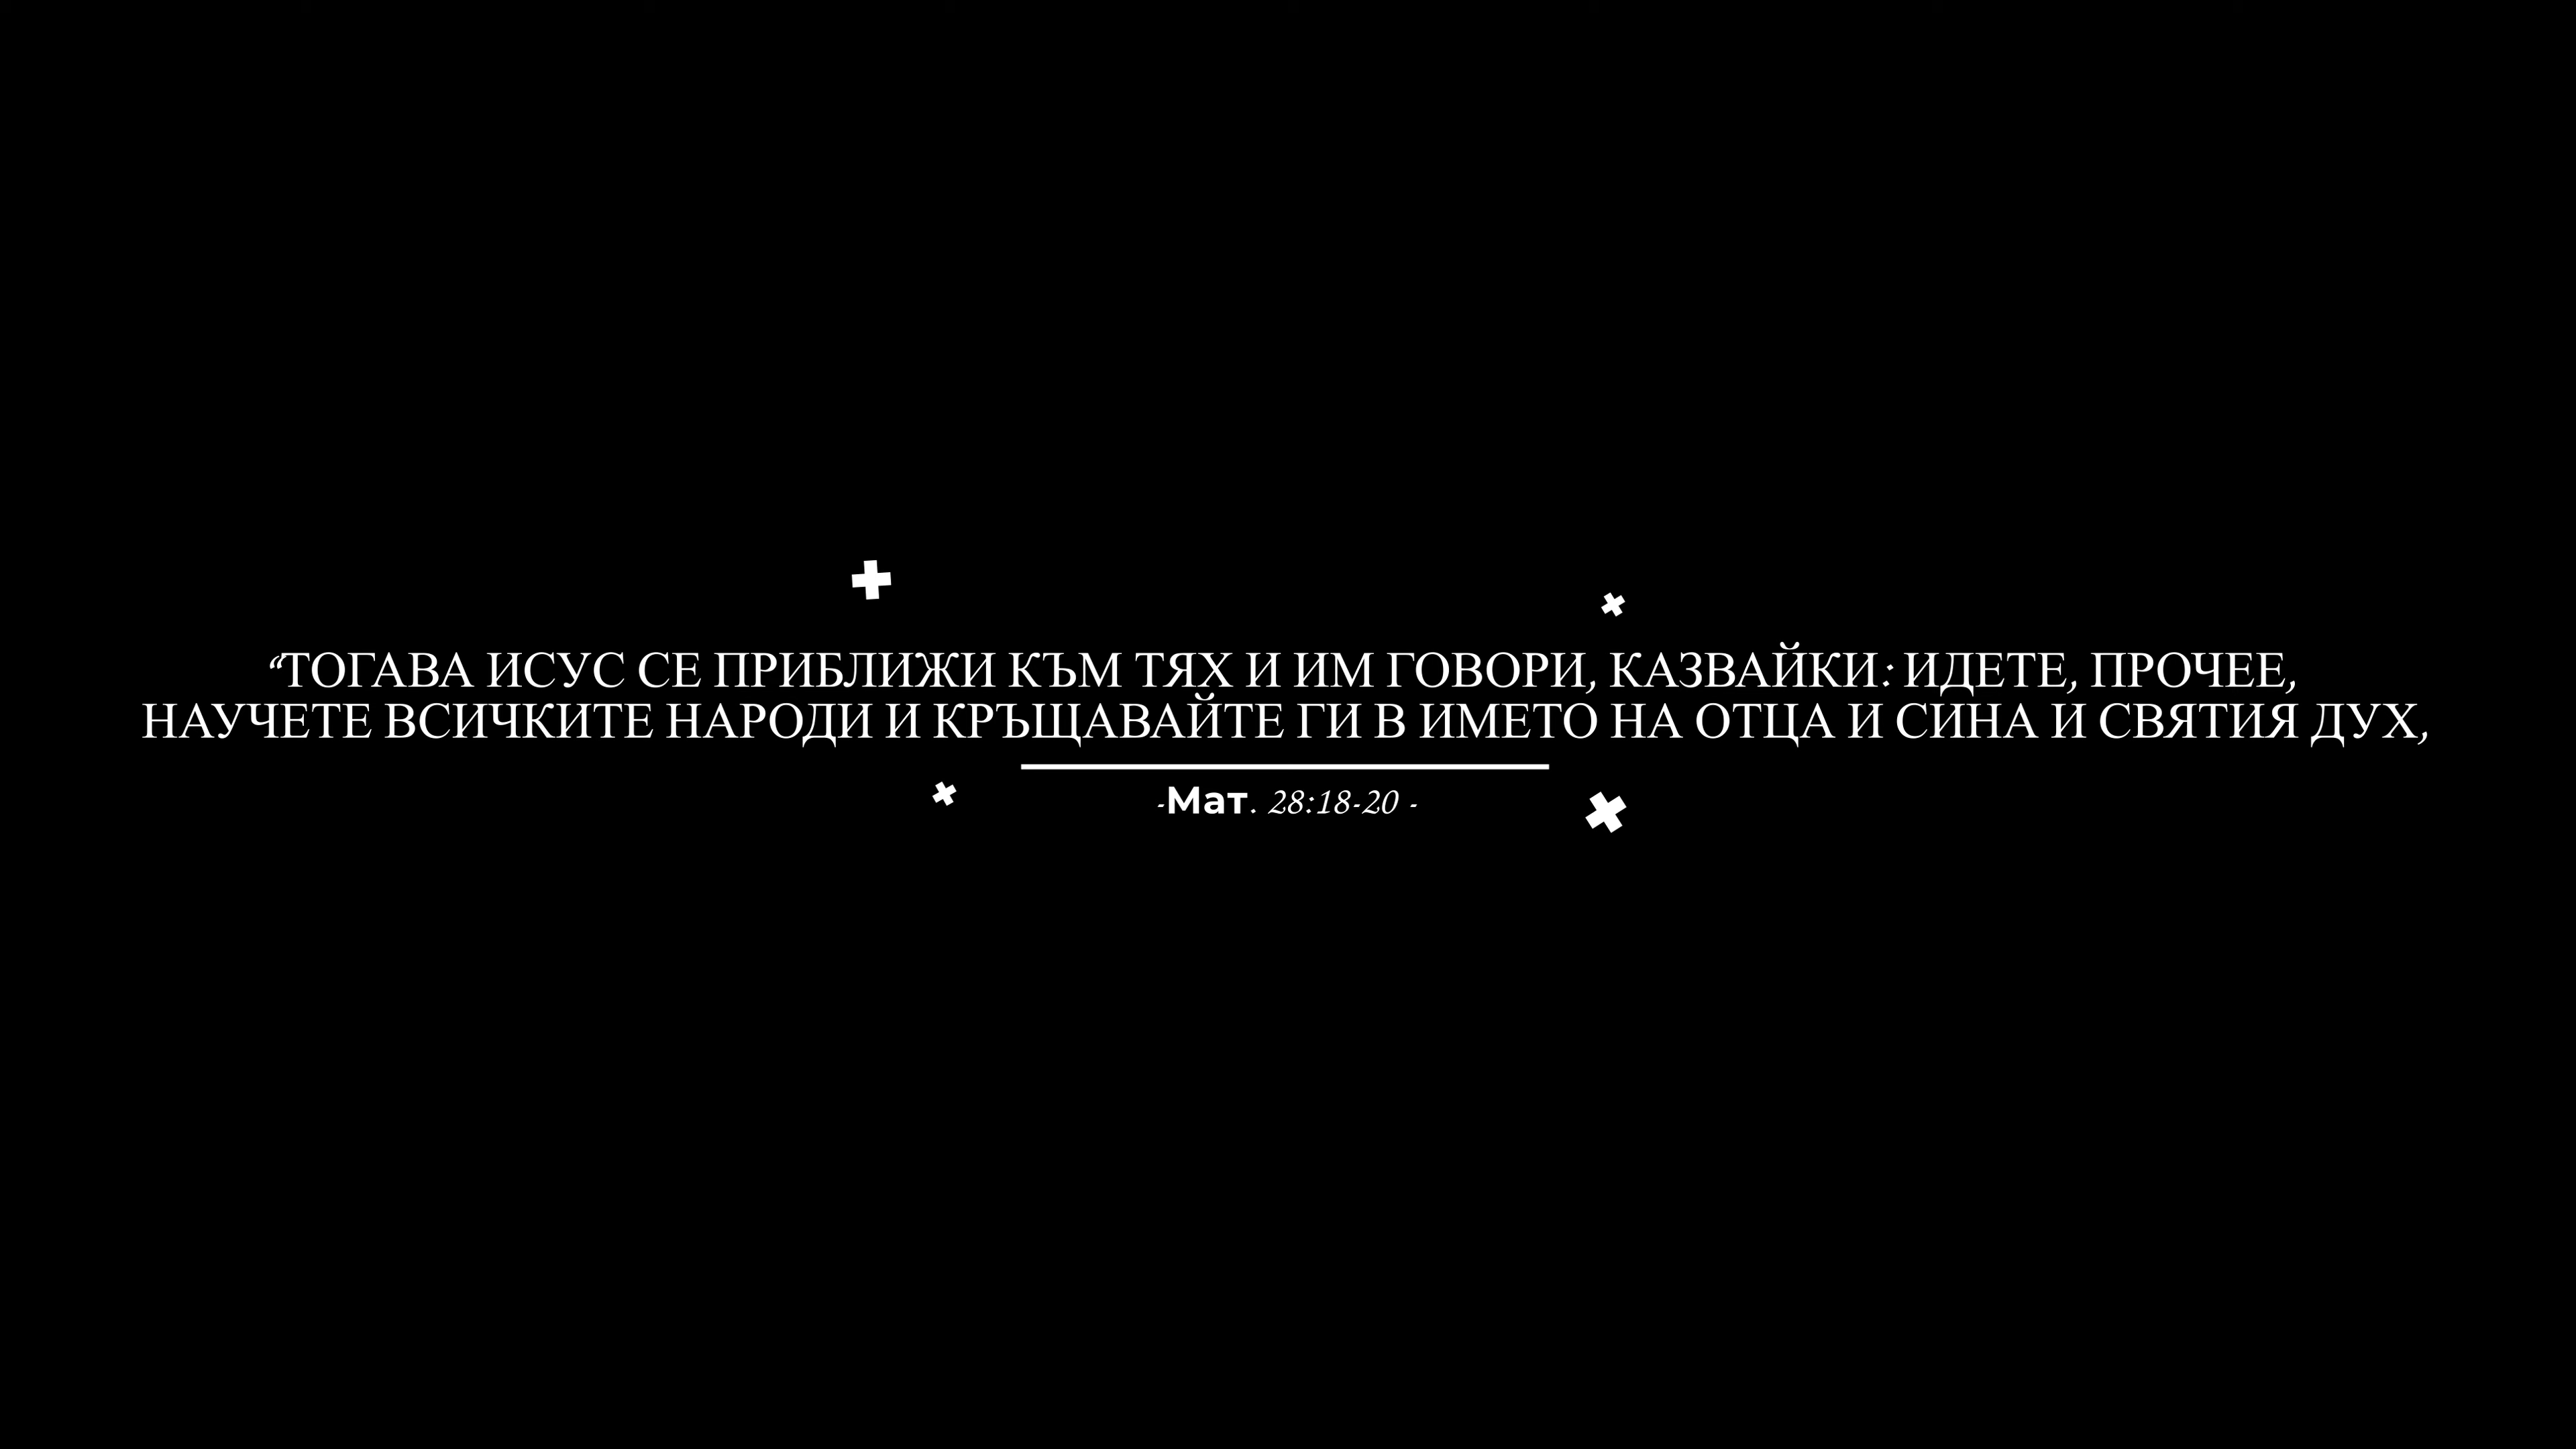 “ТОГАВА ИСУС СЕ ПРИБЛИЖИ КЪМ ТЯХ И ИМ ГОВОРИ, КАЗВАЙКИ: ИДЕТЕ, ПРОЧЕЕ,
НАУЧЕТЕ ВСИЧКИТЕ НАРОДИ И КРЪЩАВАЙТЕ ГИ В ИМЕТО НА ОТЦА И СИНА И СВЯТИЯ ДУХ,
-Мат. 28:18-20 -